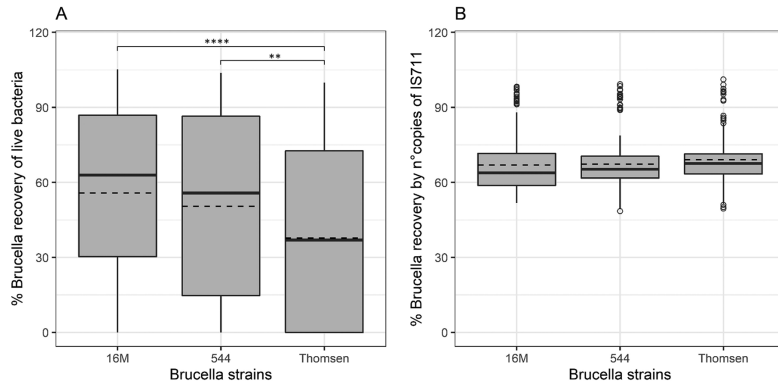 A
% Brucella recovery of live bacteria
120
90
60
30
0
****
**
16M
544
Thomsen
Brucella strains
B
% Brucella recovery by n°copies of IS711
120
90
60
30
0
16M
544
Thomsen
Brucella strains